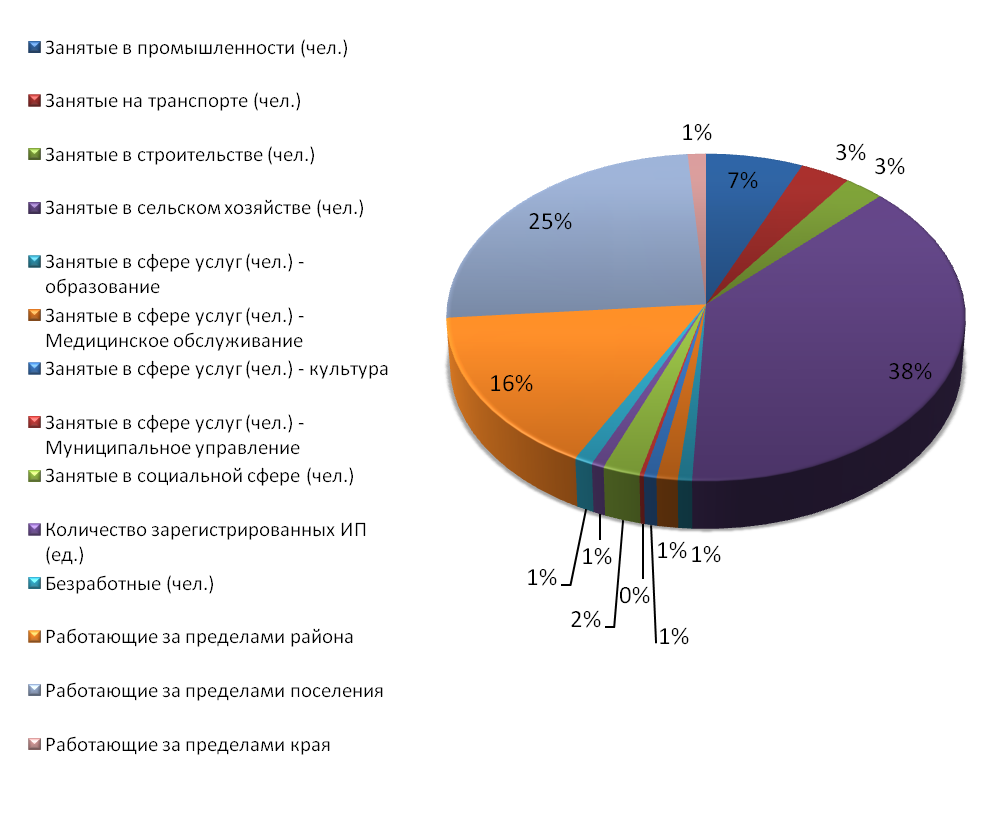 Занятые в промышленности (чел.)
Занятые на транспорте (чел.)
Занятые в строительстве (чел.)
Занятые в сельском хозяйстве (чел.)
Занятые в сфере услуг (чел.) -
образование
Занятые в сфере услуг (чел.) -
Медицинское обслуживание
Занятые в сфере услуг (чел.) - культура
Занятые в сфере услуг (чел.) -
Муниципальное управление
Занятые в социальной сфере (чел.)
Количество зарегистрированных ИП
(ед.)
Безработные (чел.)
Работающие за пределами района
Работающие за пределами поселения
Работающие за пределами края
1%
7%
3%
3%
25%
38%
16%
1%
1%
1%
1%
0%
2%
1%